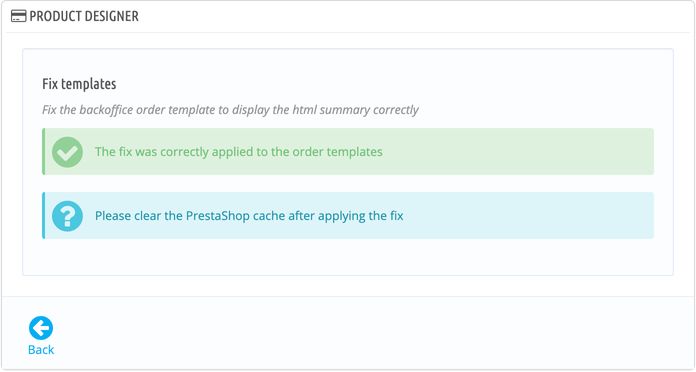 PRODUCT DESIGNER
Fix templates
Fix the backoffice order template to display the html summary correctly
The fix was correctly applied to the order templates
Please clear the PrestaShop cache after applying the fix
Back